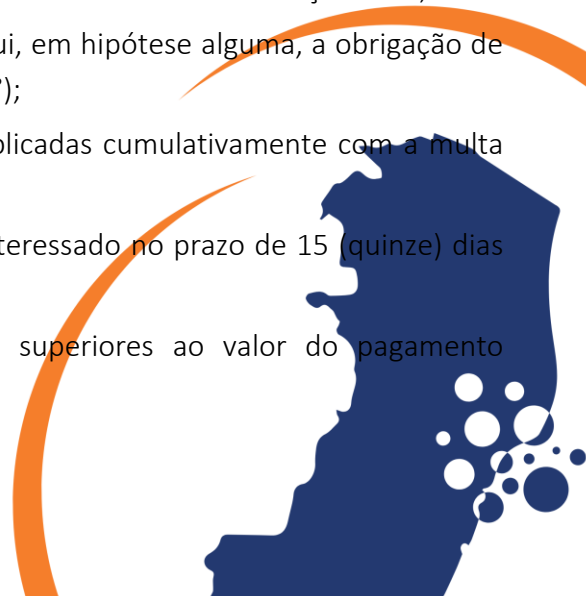 ui, em hipótese alguma, a obrigação de
);
plicadas cumulativamente com a multa
teressado no prazo de 15 (quinze) dias
superiores ao valor do pagamento